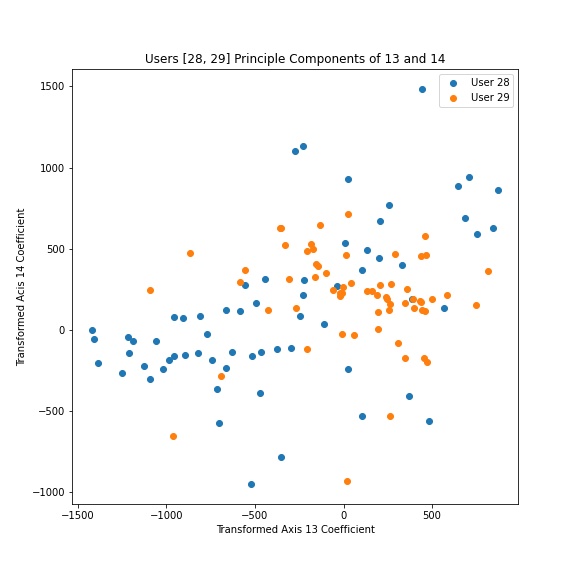 Users [28, 29] Principle Components of 13 and 14
User 28
User 29
1500
1000
500
0
−500
−1000
Transformed Acis 14 Coefficient
−1500
−1000
−500
0
500
Transformed Axis 13 Coefficient